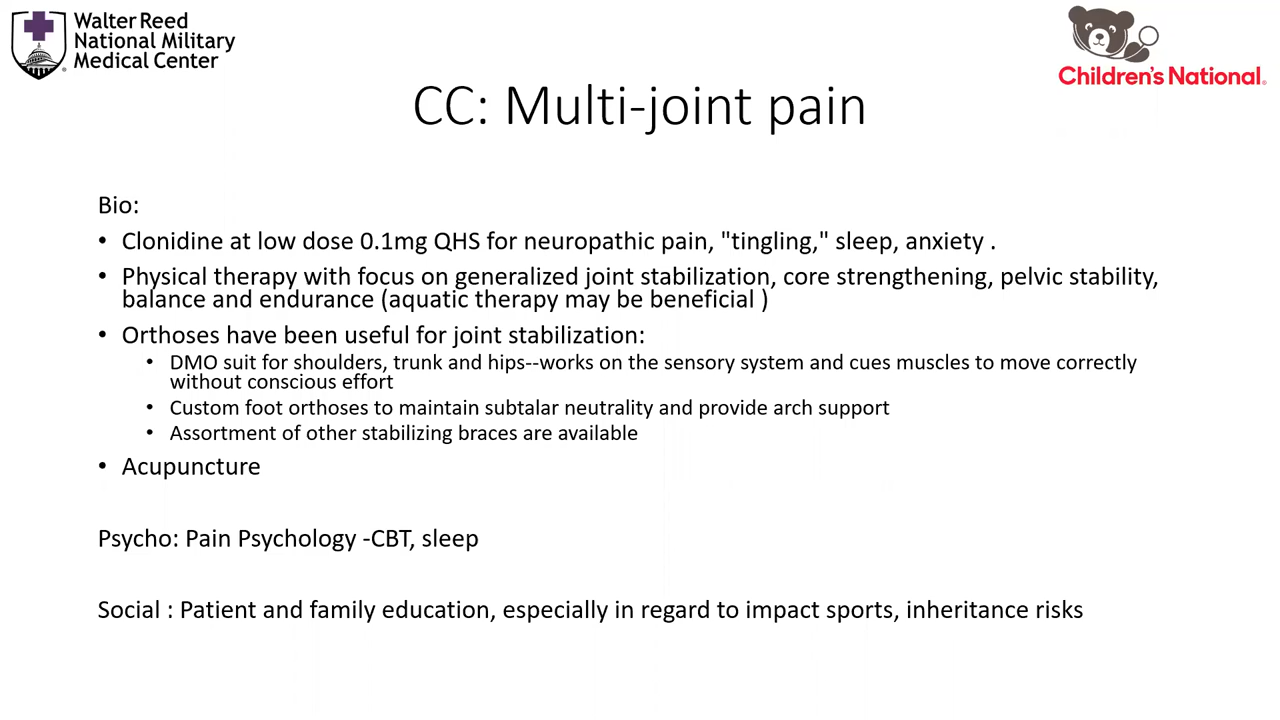 Walter Reed
National Military
Medical Center
Children's National®
CC: Multi-joint pain
Bio:
• Clonidine at low dose 0.1mg QHS for neuropathic pain, "tingling," sleep, anxiety .
• Physical therapy with focus on generalized joint stabilization, core strengthening, pelvic stability,
balance and endurance (aquatic therapy may be beneficial )
• Orthoses have been useful for joint stabilization:
• DMO suit for shoulders, trunk and hips--works on the sensory system and cues muscles to move correctly
without conscious effort
• Custom foot orthoses to maintain subtalar neutrality and provide arch support
• Assortment of other stabilizing braces are available
• Acupuncture
Psycho: Pain Psychology -CBT, sleep
Social : Patient and family education, especially in regard to impact sports, inheritance risks